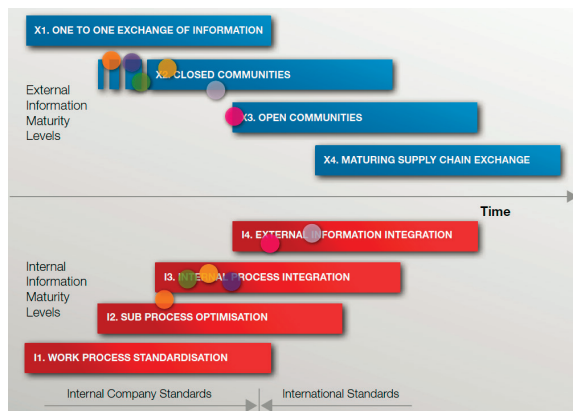 X1. ONE TO ONE EXCHANGE OF INFORMATION
X2. CLOSED COMMUNITIES
External
Information
Maturity
Levels
X3. OPEN COMMUNITIES
X4. MATURING SUPPLY CHAIN EXCHANGE
Time
I4. EXTERNAL INFORMATION INTEGRATION
Internal
Information
Maturity
Levels
I3. INTERNAL PROCESS INTEGRATION
I2. SUB PROCESS OPTIMISATION
I1. WORK PROCESS STANDARDISATION
Internal Company Standards
International Standards